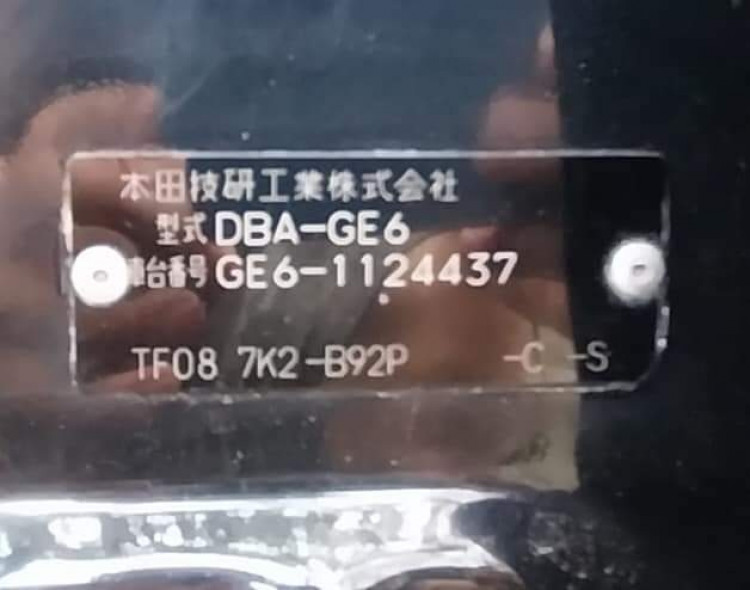 本田技研工業株式会社
型式 DBA-GE6
車台番号 GE6-1124437
TF08 7K2-B92P -C -S